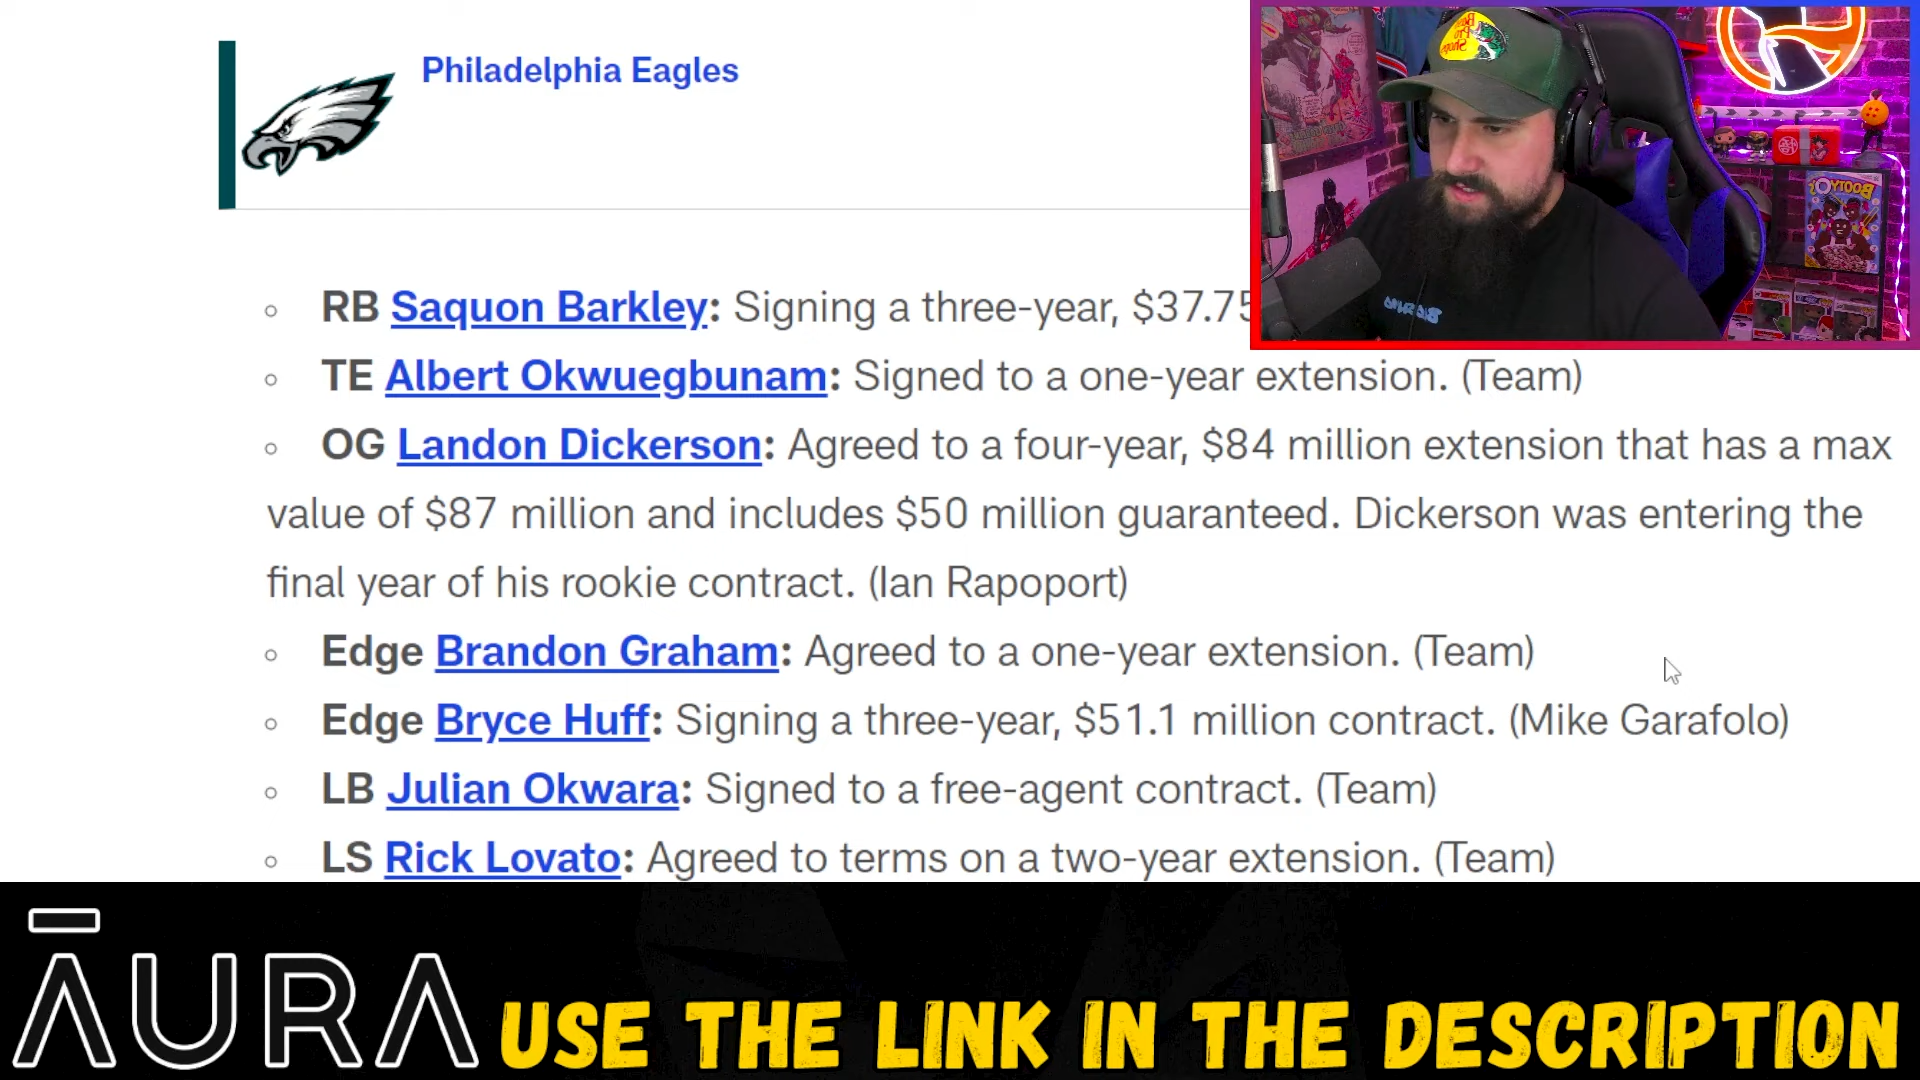 Philadelphia Eagles
RB Saquon Barkley: Signing a three-year, $37.75
TE Albert Okwuegbunam: Signed to a one-year extension. (Team)
OG Landon Dickerson: Agreed to a four-year, $84 million extension that has a max
value of $87 million and includes $50 million guaranteed. Dickerson was entering the
final year of his rookie contract. (Ian Rapoport)
Edge Brandon Graham: Agreed to a one-year extension. (Team)
Edge Bryce Huff: Signing a three-year, $51.1 million contract. (Mike Garafolo)
LB Julian Okwara: Signed to a free-agent contract. (Team)
LS Rick Lovato: Agreed to terms on a two-year extension. (Team)
Bass
Pro
Shops
BOOTY O's
ĀURA USE THE LINK IN THE DESCRIPTION